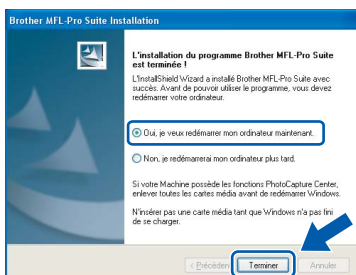 Brother MFL-Pro Suite Installation
L'installation du programme Brother MFL-Pro Suite
est terminée !
L'InstallShield Wizard a installé Brother MFL-Pro Suite avec
succès. Avant de pouvoir utiliser le programme, vous devez
redémarrer votre ordinateur.
Oui, je veux redémarrer mon ordinateur maintenant.
Non, je redémarrerai mon ordinateur plus tard.
Si votre Machine possède les fonctions PhotoCapture Center,
enlever toutes les cartes média avant de redémarrer Windows.
N'insérer pas une carte média tant que Windows n'a pas fini
de se charger.
< Précéden Terminer Annuler